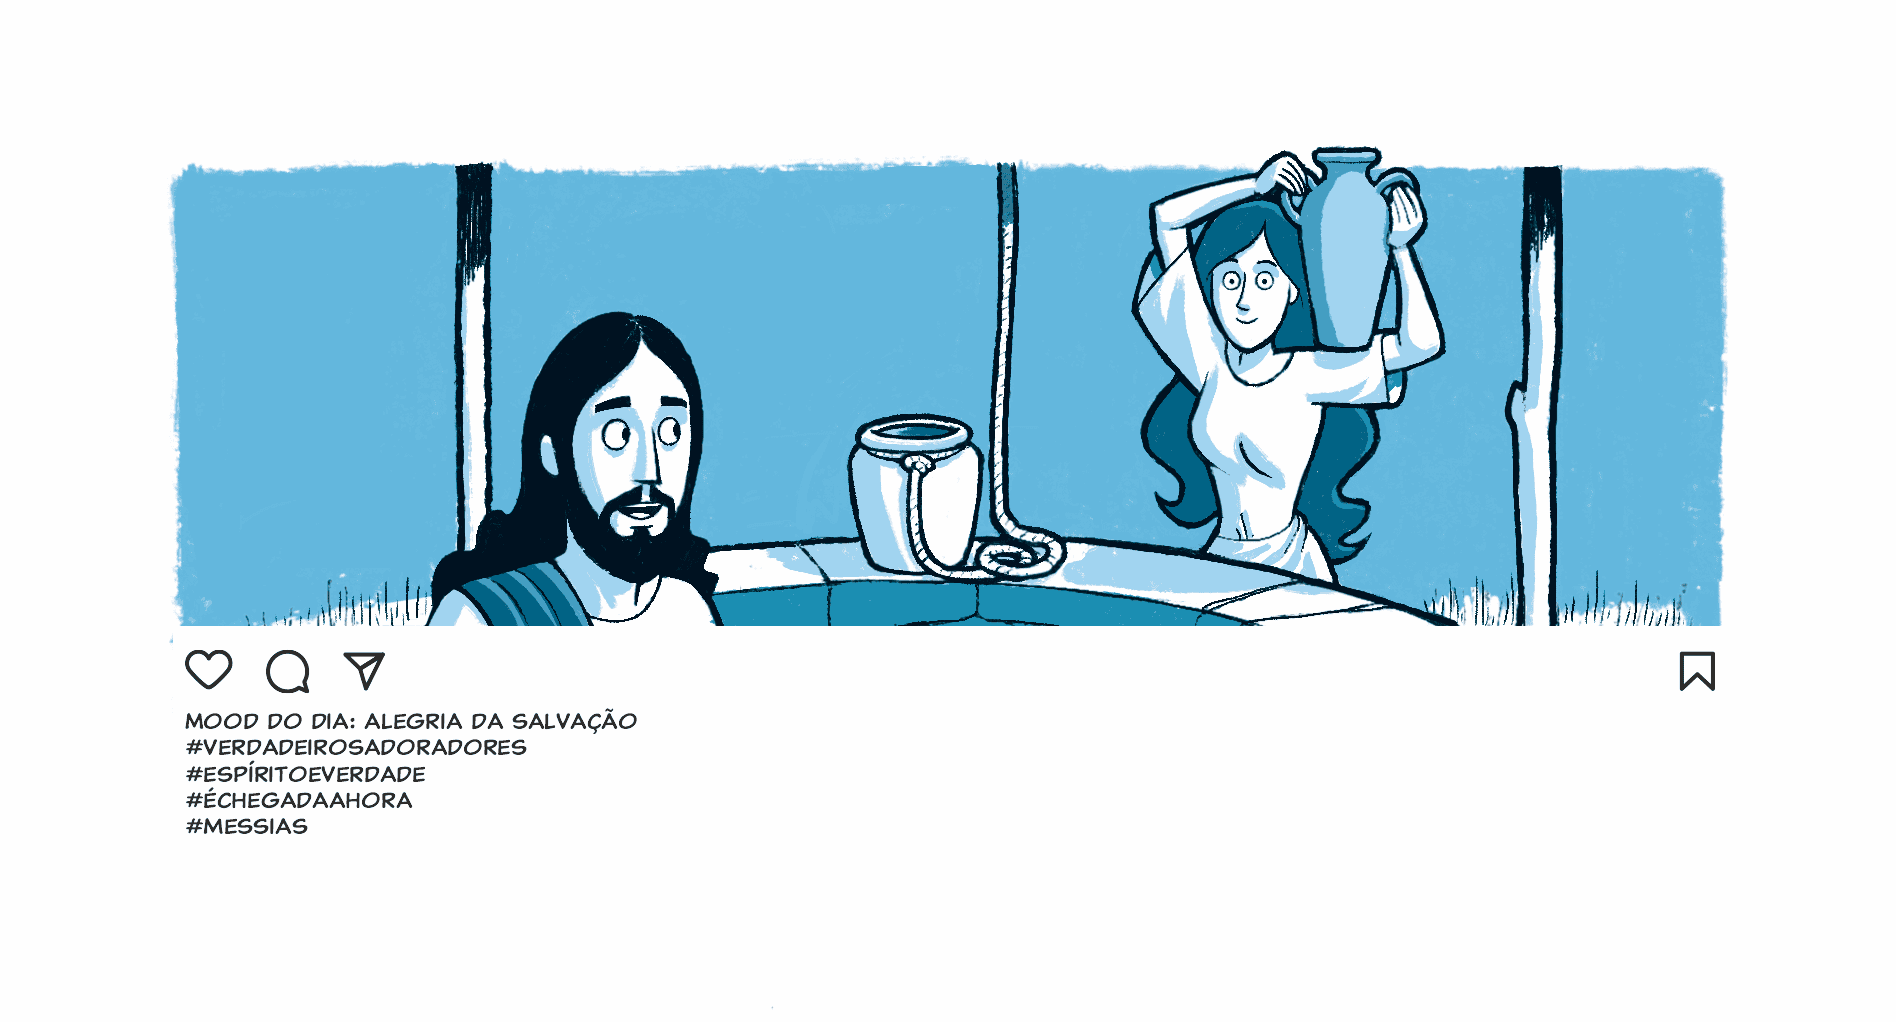 MOOD DO DIA: ALEGRIA DA SALVAÇÃO
#VERDADEIROSADORADORES
#ESPÍRITOEVERDADE
#ÉCHEGADAAHORA
#MESSIAS